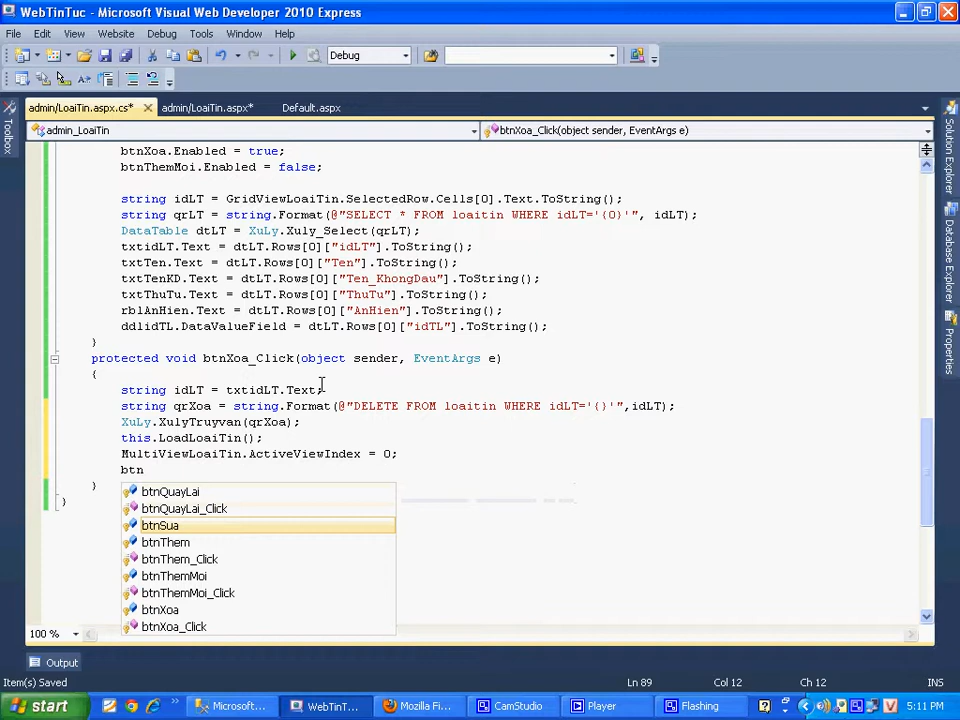 WebTinTuc - Microsoft Visual Web Developer 2010 Express
File Edit View Website Debug Tools Window Help
Debug
admin/LoaiTin.aspx.cs* admin/LoaiTin.aspx* Default.aspx
admin_LoaiTin btnXoa_Click(object sender, EventArgs e)
Toolbox
Solution Explorer
Database Explorer
Properties
btnXoa.Enabled = true;
btnThemMoi.Enabled = false;
string idLT = GridViewLoaiTin.SelectedRow.Cells[0].Text.ToString();
string qrLT = string.Format(@"SELECT * FROM loaitin WHERE idLT='{0}'", idLT);
DataTable dtLT = XuLy.Xuly_Select(qrLT);
txtidLT.Text = dtLT.Rows[0]["idLT"].ToString();
txtTen.Text = dtLT.Rows[0]["Ten"].ToString();
txtTenKD.Text = dtLT.Rows[0]["Ten_KhongDau"].ToString();
txtThuTu.Text = dtLT.Rows[0]["ThuTu"].ToString();
rblAnHien.Text = dtLT.Rows[0]["AnHien"].ToString();
ddlidTL.DataValueField = dtLT.Rows[0]["idTL"].ToString();
}
protected void btnXoa_Click(object sender, EventArgs e)
{
string idLT = txtidLT.Text;
string qrXoa = string.Format(@"DELETE FROM loaitin WHERE idLT='{}'",idLT);
XuLy.XulyTruyvan(qrXoa);
this.LoadLoaiTin();
MultiViewLoaiTin.ActiveViewIndex = 0;
btn
}
}
btnQuayLai
btnQuayLai_Click
btnSua
btnThem
btnThem_Click
btnThemMoi
btnThemMoi_Click
btnXoa
btnXoa_Click
100 %
Output
Item(s) Saved Ln 89 Col 12 Ch 12 INS
start Microsoft... WebTinT... Mozilla Fi... CamStudio Player Flashing V 5:11 PM